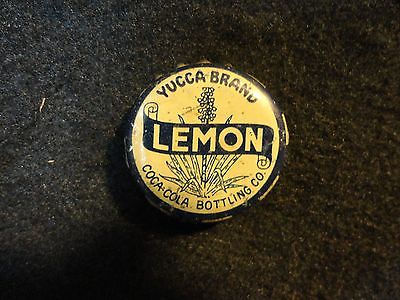 YUCCA BRAND
LEMON
COCA-COLA BOTTLING CO.